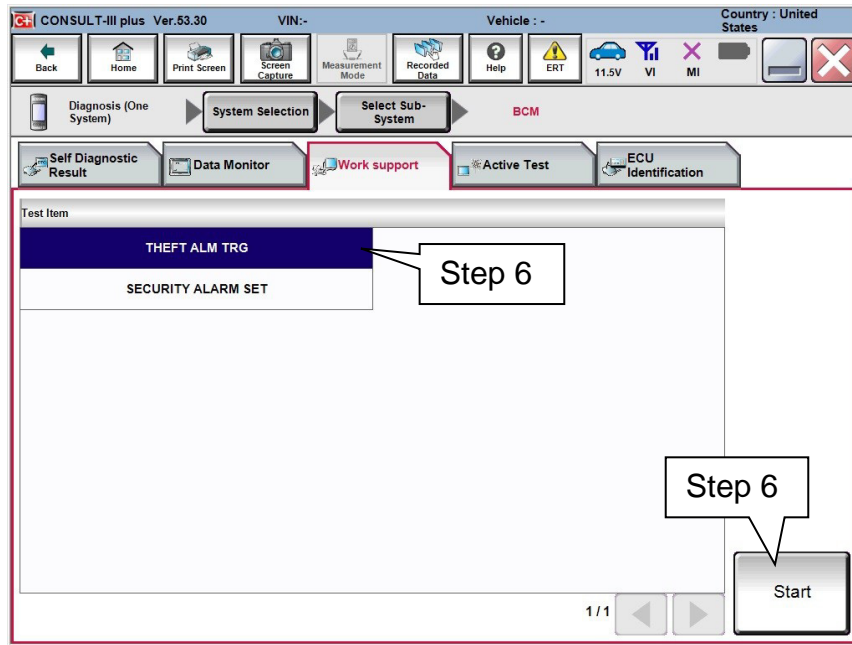 CONSULT-III plus Ver.53.30 VIN:- Vehicle : - Country : United
States
Back Home Print Screen Screen
Capture Measurement
Mode Recorded
Data Help ERT 11.5V VI MI
Diagnosis (One
System) System Selection Select Sub-
System BCM
Self Diagnostic
Result Data Monitor Work support Active Test ECU
Identification
Test Item
THEFT ALM TRG
Step 6
SECURITY ALARM SET
Step 6
Start
1/1